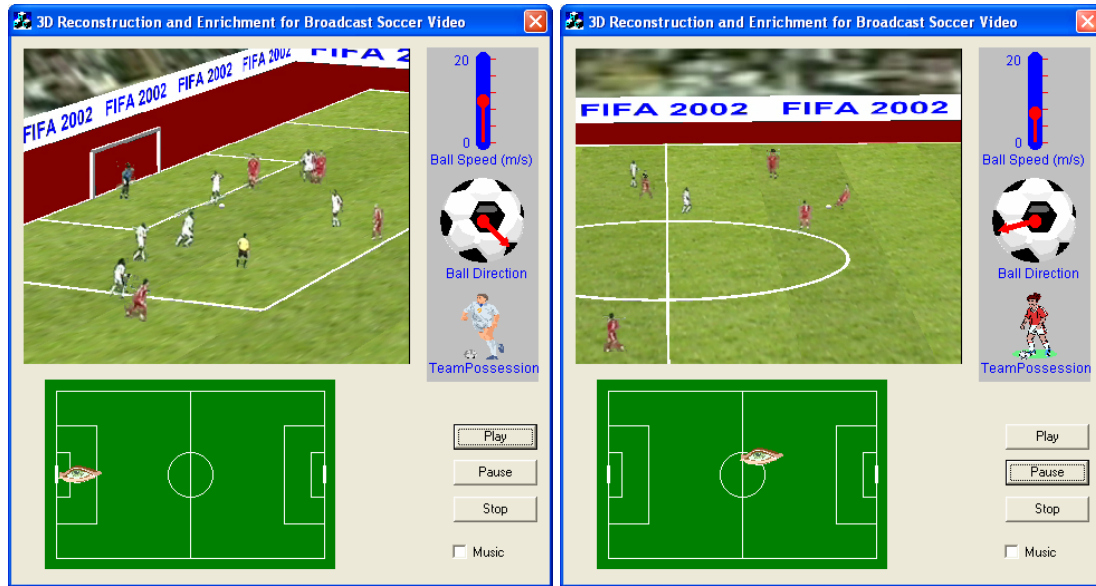 3D Reconstruction and Enrichment for Broadcast Soccer Video
FIFA 2002 FIFA 2002 FIFA 2002 FIFA 2002
20
0
Ball Speed (m/s)
Ball Direction
TeamPossession
Play
Pause
Stop
Music
3D Reconstruction and Enrichment for Broadcast Soccer Video
FIFA 2002 FIFA 2002
20
0
Ball Speed (m/s)
Ball Direction
TeamPossession
Play
Pause
Stop
Music